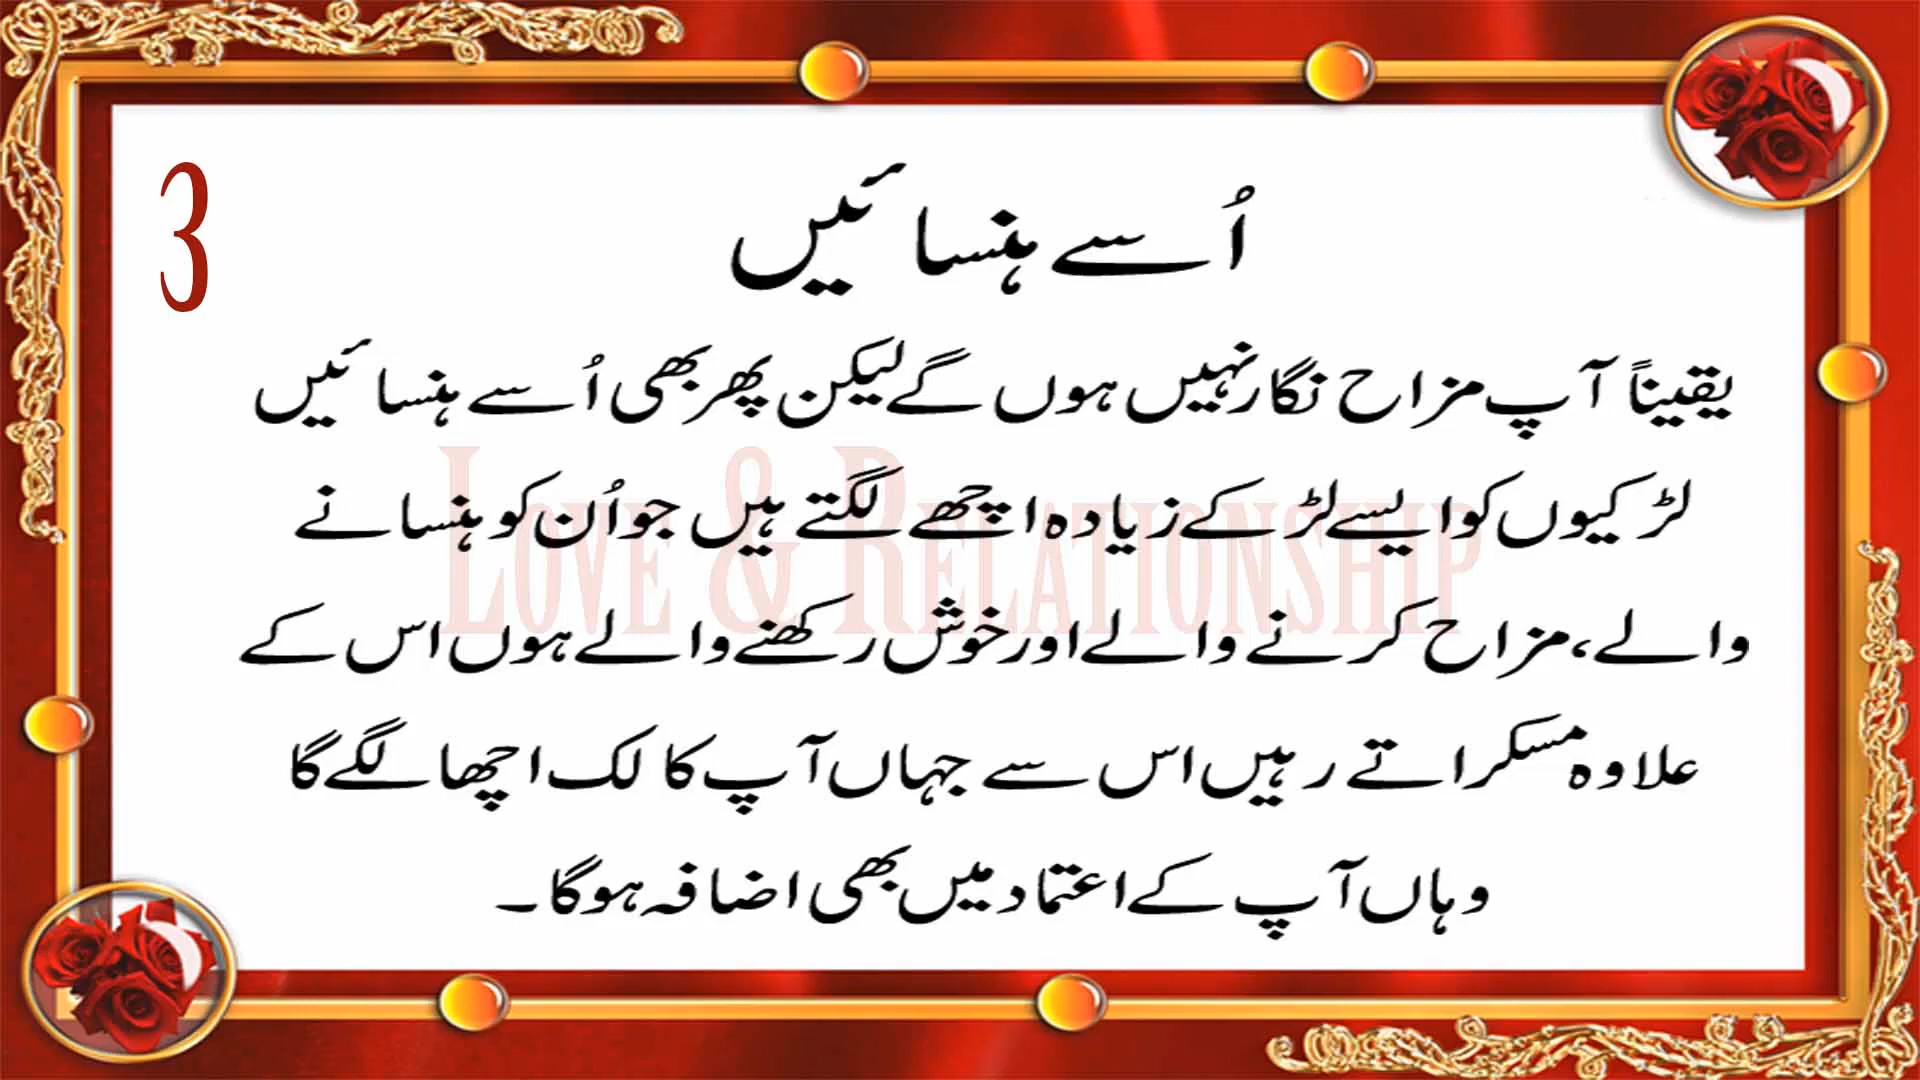 3
اُسے ہنسائیں
یقیناً آپ مزاح نگار نہیں ہوں گے لیکن پھر بھی اُسے ہنسائیں
لڑکیوں کو ایسے لڑکے زیادہ اچھے لگتے ہیں جو اُن کو ہنسانے
والے، مزاح کرنے والے اور خوش رکھنے والے ہوں اس کے
علاوہ مسکراتے رہیں اس سے جہاں آپ کا لک اچھا لگے گا
وہاں آپ کے اعتماد میں بھی اضافہ ہوگا۔
LOVE & RELATIONSHIP